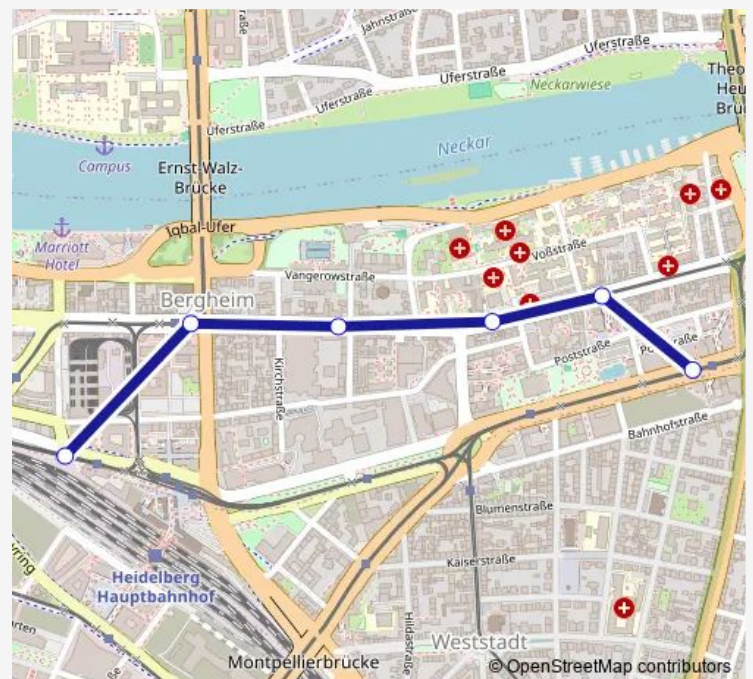 Jahnstraße
Uferstraße
Uferstraße
Uferstraße
Neckarwiese
Uferstraße
Theo
Heu
Brü
Neckar
Campus
Ernst-Walz-
Brücke
Iqbal-Ufer
Marriott
Hotel
Voßstraße
Vangerowstraße
Bergheim
Kirchstraße
Poststraße
Bahnhofstraße
Blumenstraße
Kaiserstraße
Heidelberg
Hauptbahnhof
Hildastraße
Weststadt
Montpellierbrücke
© OpenStreetMap contributors